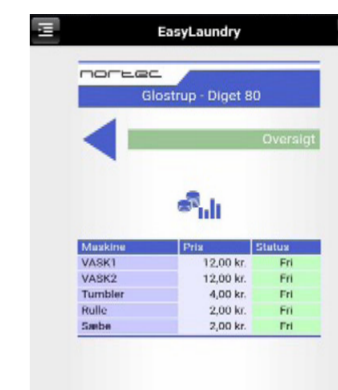 EasyLaundry
nortec
Glostrup - Diget 80
Oversigt
Maskine Pris Status
VASK1 12,00 kr. Fri
VASK2 12,00 kr. Fri
Tumbler 4,00 kr. Fri
Rulle 2,00 kr. Fri
Sæbe 2,00 kr. Fri